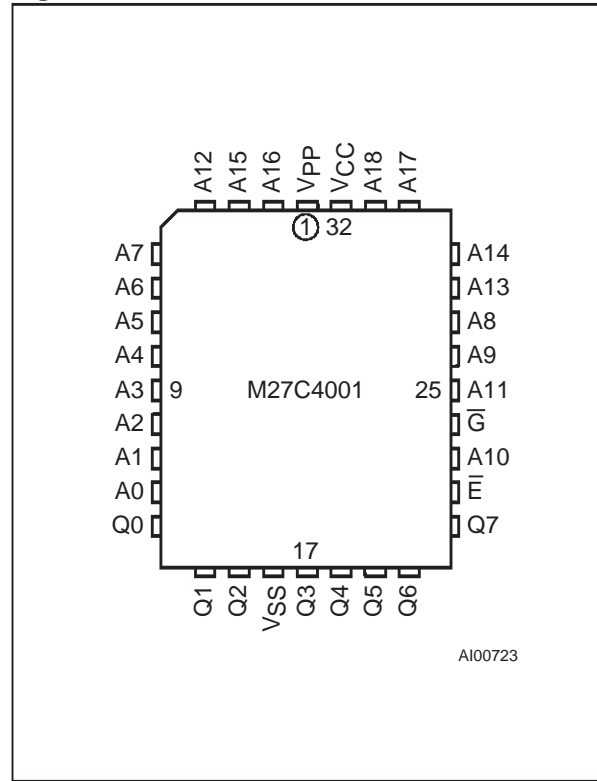 A12 A15 A16 VPP VCC A18 A17
1 32
A7 A14
A6 A13
A5 A8
A4 A9
A3 9 M27C4001 25 A11
A2 G̅
A1 A10
A0 E̅
Q0 Q7
17
Q1 Q2 VSS Q3 Q4 Q5 Q6
AI00723